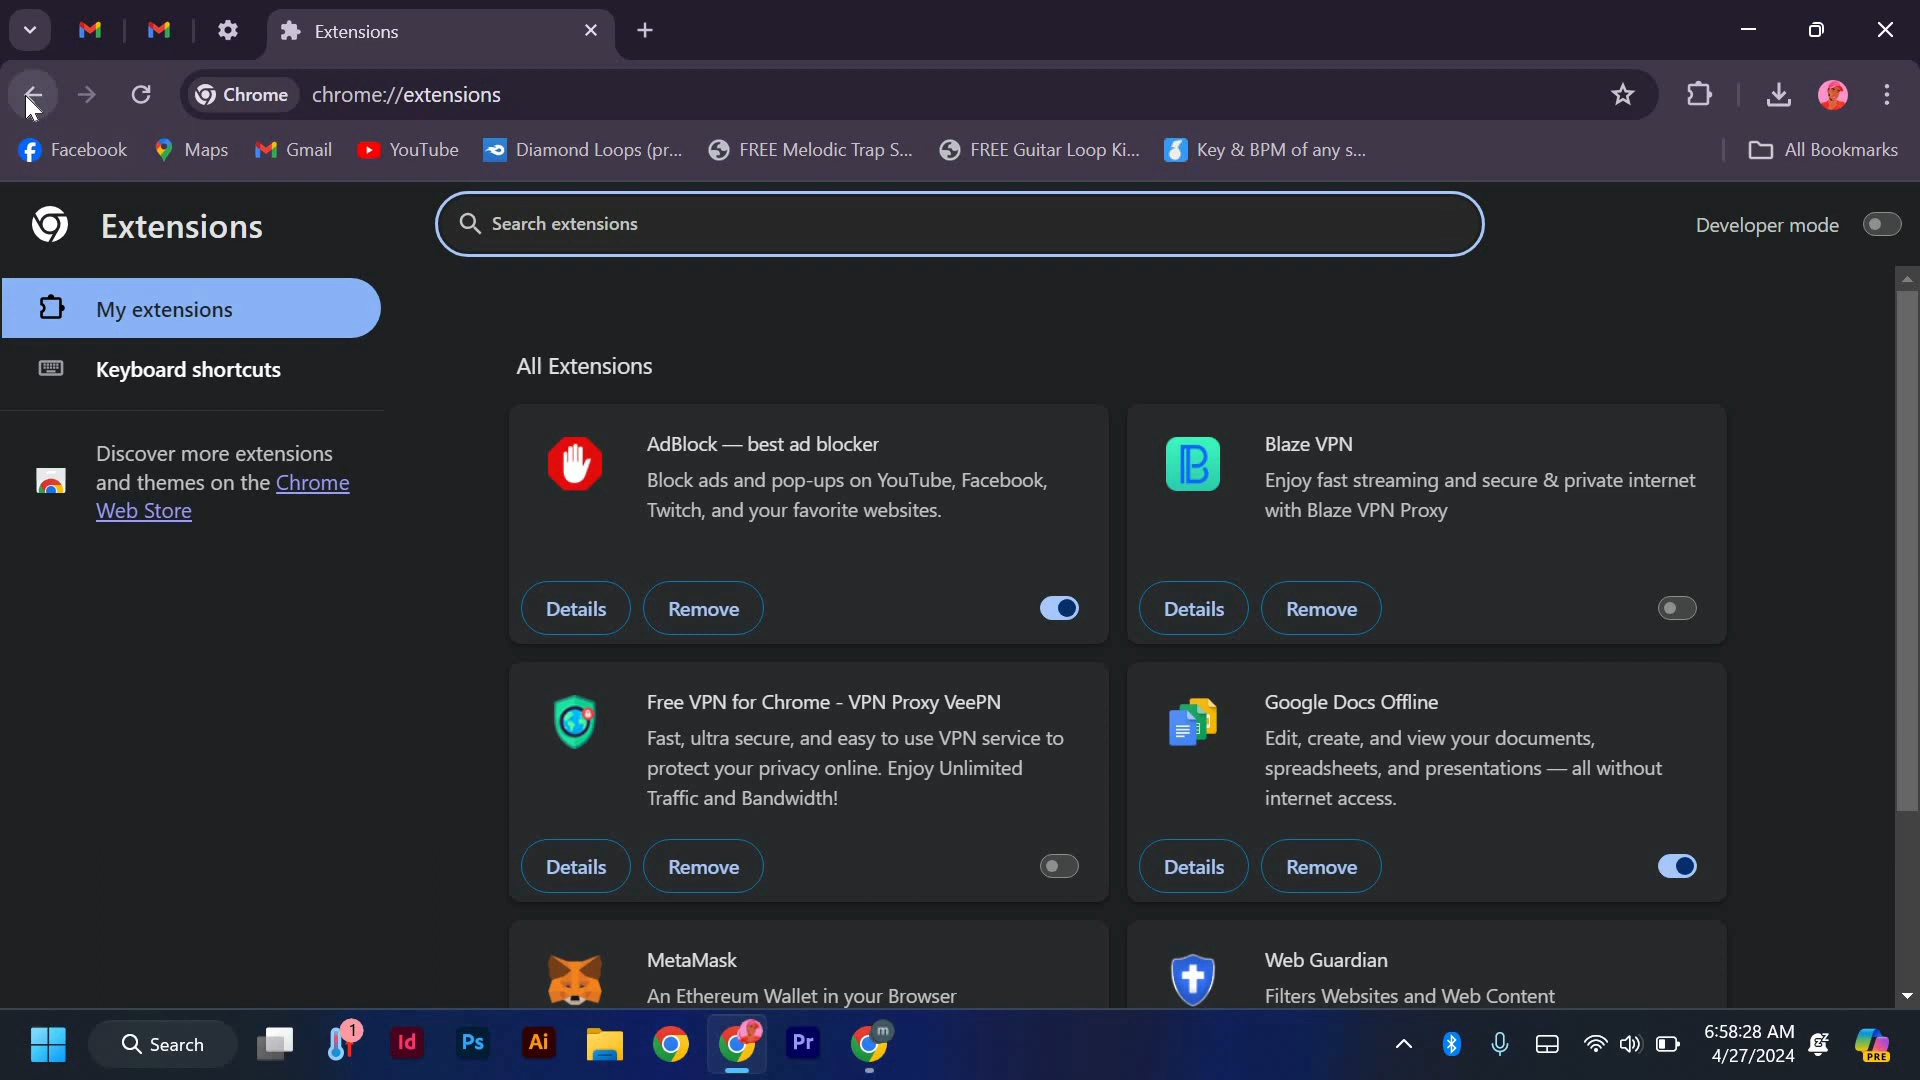 Extensions
Chrome
chrome://extensions
Facebook
Maps
Gmail
YouTube
Diamond Loops (pr...
FREE Melodic Trap S...
FREE Guitar Loop Ki...
Key & BPM of any s...
All Bookmarks
Extensions
Search extensions
Developer mode
My extensions
Keyboard shortcuts
Discover more extensions
and themes on the Chrome
Web Store
All Extensions
AdBlock — best ad blocker
Block ads and pop-ups on YouTube, Facebook,
Twitch, and your favorite websites.
Details
Remove
Blaze VPN
Enjoy fast streaming and secure & private internet
with Blaze VPN Proxy
Details
Remove
Free VPN for Chrome - VPN Proxy VeePN
Fast, ultra secure, and easy to use VPN service to
protect your privacy online. Enjoy Unlimited
Traffic and Bandwidth!
Details
Remove
Google Docs Offline
Edit, create, and view your documents,
spreadsheets, and presentations — all without
internet access.
Details
Remove
MetaMask
An Ethereum Wallet in your Browser
Web Guardian
Filters Websites and Web Content
Search
1
Id
Ps
Ai
Pr
m
6:58:28 AM
4/27/2024
PRE